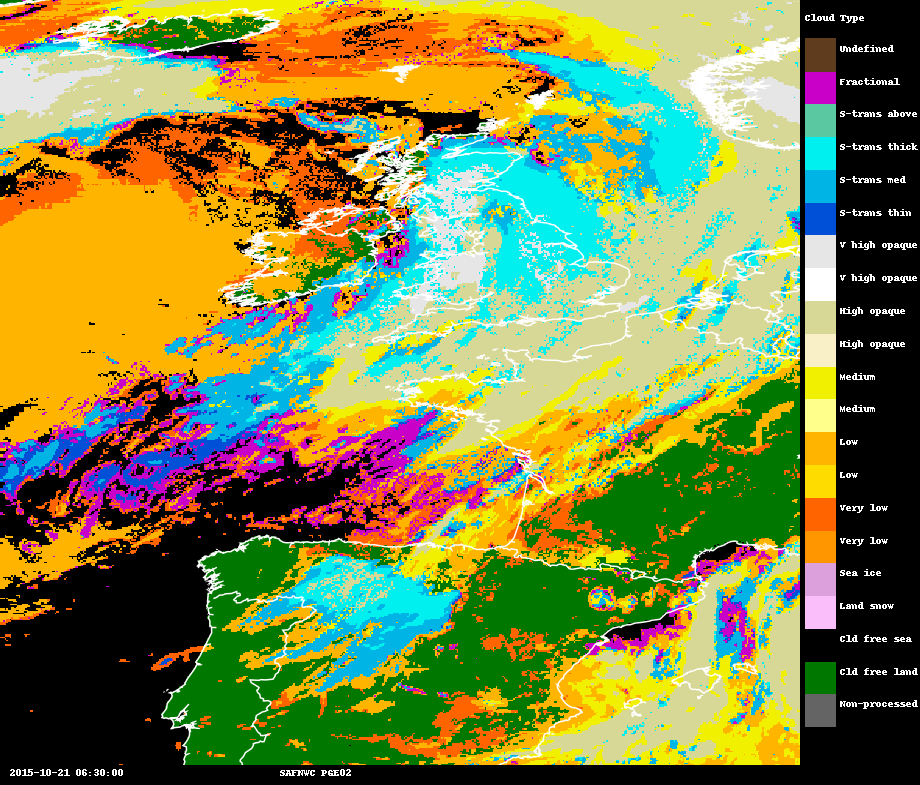 Cloud Type
Undefined
Fractional
S-trans above
S-trans thick
S-trans med
S-trans thin
V high opaque
V high opaque
High opaque
High opaque
Medium
Medium
Low
Low
Very low
Very low
Sea ice
Land snow
Cld free sea
Cld free land
Non-processed
2015-10-21 06:30:00 SAFNWC PGE02